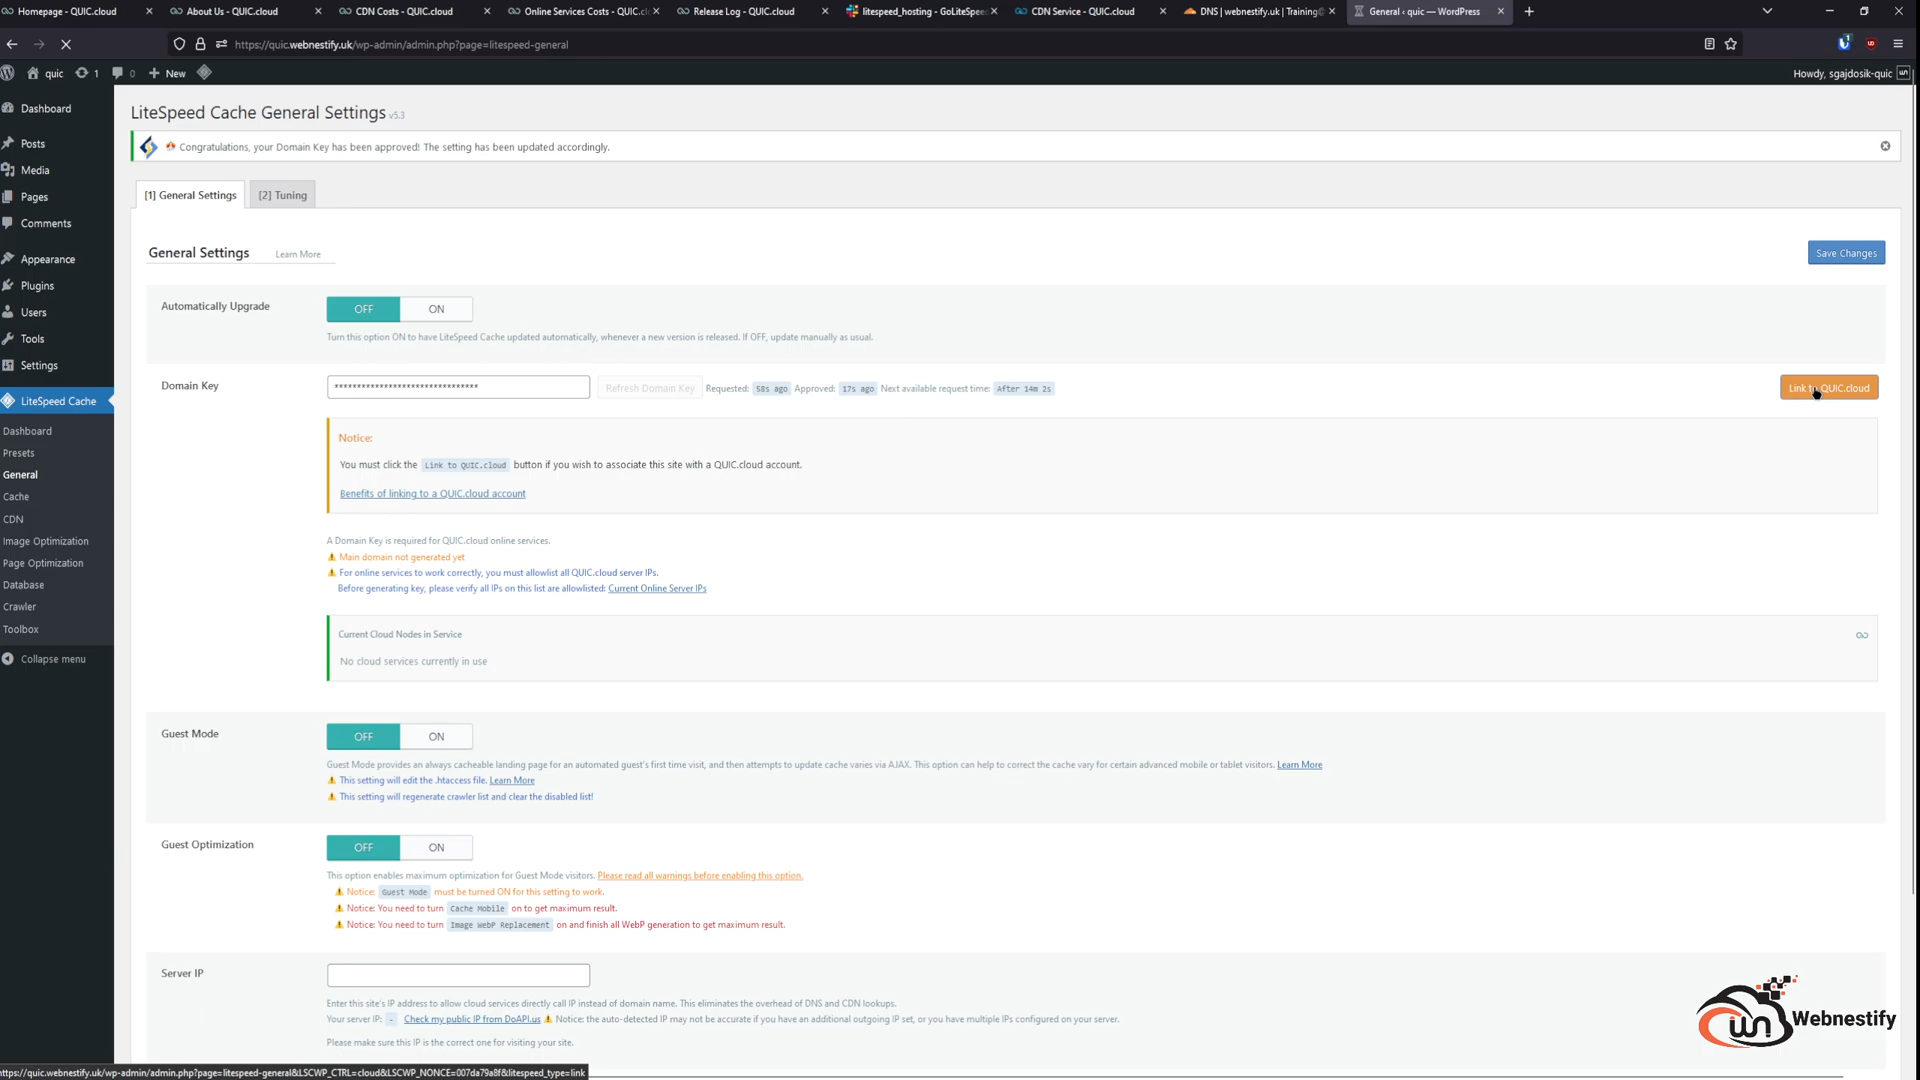 Homepage - QUIC.cloud
About Us - QUIC.cloud
CDN Costs - QUIC.cloud
Online Services Costs - QUIC.cl
Release Log - QUIC.cloud
litespeed_hosting - GoLiteSpee
CDN Service - QUIC.cloud
DNS | webnestify.uk | Training@
General ‹ quic — WordPress
https://quic.webnestify.uk/wp-admin/admin.php?page=litespeed-general
quic
1
0
New
Howdy, sgajdosik-quic
Dashboard
Posts
Media
Pages
Comments
Appearance
Plugins
Users
Tools
Settings
LiteSpeed Cache
Dashboard
Presets
General
Cache
CDN
Image Optimization
Page Optimization
Database
Crawler
Toolbox
Collapse menu
LiteSpeed Cache General Settings v5.3
Congratulations, your Domain Key has been approved! The setting has been updated accordingly.
[1] General Settings
[2] Tuning
General Settings
Learn More
Save Changes
Automatically Upgrade
OFF ON
Turn this option ON to have LiteSpeed Cache updated automatically, whenever a new version is released. If OFF, update manually as usual.
Domain Key
********************************
Refresh Domain Key
Requested: 58s ago Approved: 17s ago Next available request time: After 14m 2s
Link to QUIC.cloud
Notice:
You must click the Link to QUIC.cloud button if you wish to associate this site with a QUIC.cloud account.
Benefits of linking to a QUIC.cloud account
A Domain Key is required for QUIC.cloud online services.
Main domain not generated yet
For online services to work correctly, you must allowlist all QUIC.cloud server IPs.
Before generating key, please verify all IPs on this list are allowlisted: Current Online Server IPs
Current Cloud Nodes in Service
No cloud services currently in use
Guest Mode
OFF ON
Guest Mode provides an always cacheable landing page for an automated guest's first time visit, and then attempts to update cache varies via AJAX. This option can help to correct the cache vary for certain advanced mobile or tablet visitors. Learn More
This setting will edit the .htaccess file. Learn More
This setting will regenerate crawler list and clear the disabled list!
Guest Optimization
OFF ON
This option enables maximum optimization for Guest Mode visitors. Please read all warnings before enabling this option.
Notice: Guest Mode must be turned ON for this setting to work.
Notice: You need to turn Cache Mobile on to get maximum result.
Notice: You need to turn Image WebP Replacement on and finish all WebP generation to get maximum result.
Server IP
Enter this site's IP address to allow cloud services directly call IP instead of domain name. This eliminates the overhead of DNS and CDN lookups.
Your server IP: - Check my public IP from DoAPI.us Notice: the auto-detected IP may not be accurate if you have an additional outgoing IP set, or you have multiple IPs configured on your server.
Please make sure this IP is the correct one for visiting your site.
Webnestify
https://quic.webnestify.uk/wp-admin/admin.php?page=litespeed-general&LSCWP_CTRL=cloud&LSCWP_NONCE=007da79a8f&litespeed_type=link